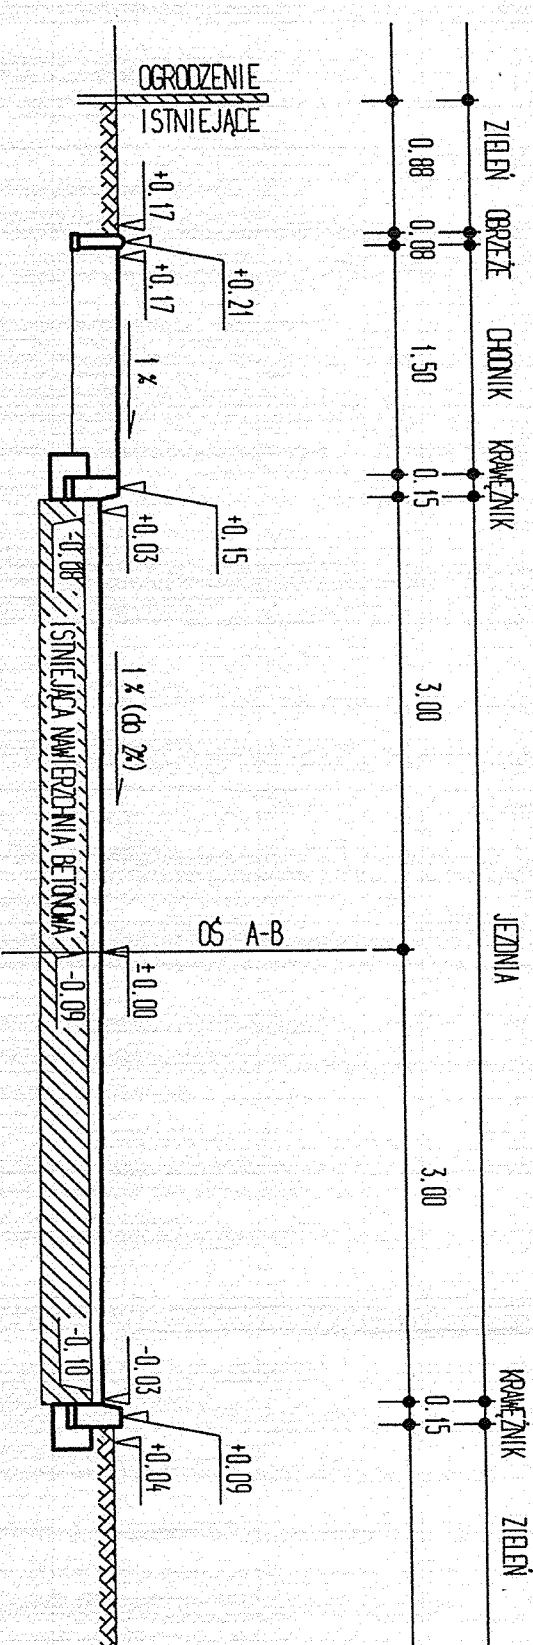 OGRODZENIE
ISTNIEJĄCE
ZIELEŃ
OBRZEŻE
CHODNIK
KRAWĘŻNIK
JEZDNIA
KRAWĘŻNIK
ZIELEŃ
0.88
0.08
1.50
0.15
3.00
3.00
0.15
+0.17
+0.21
+0.17
1 %
+0.15
+0.03
1 % (do 2%)
OŚ A-B
±0.00
-0.03
+0.09
+0.04
-0.08
ISTNIEJĄCA NAWIERZCHNIA BETONOWA
-0.09
-0.10